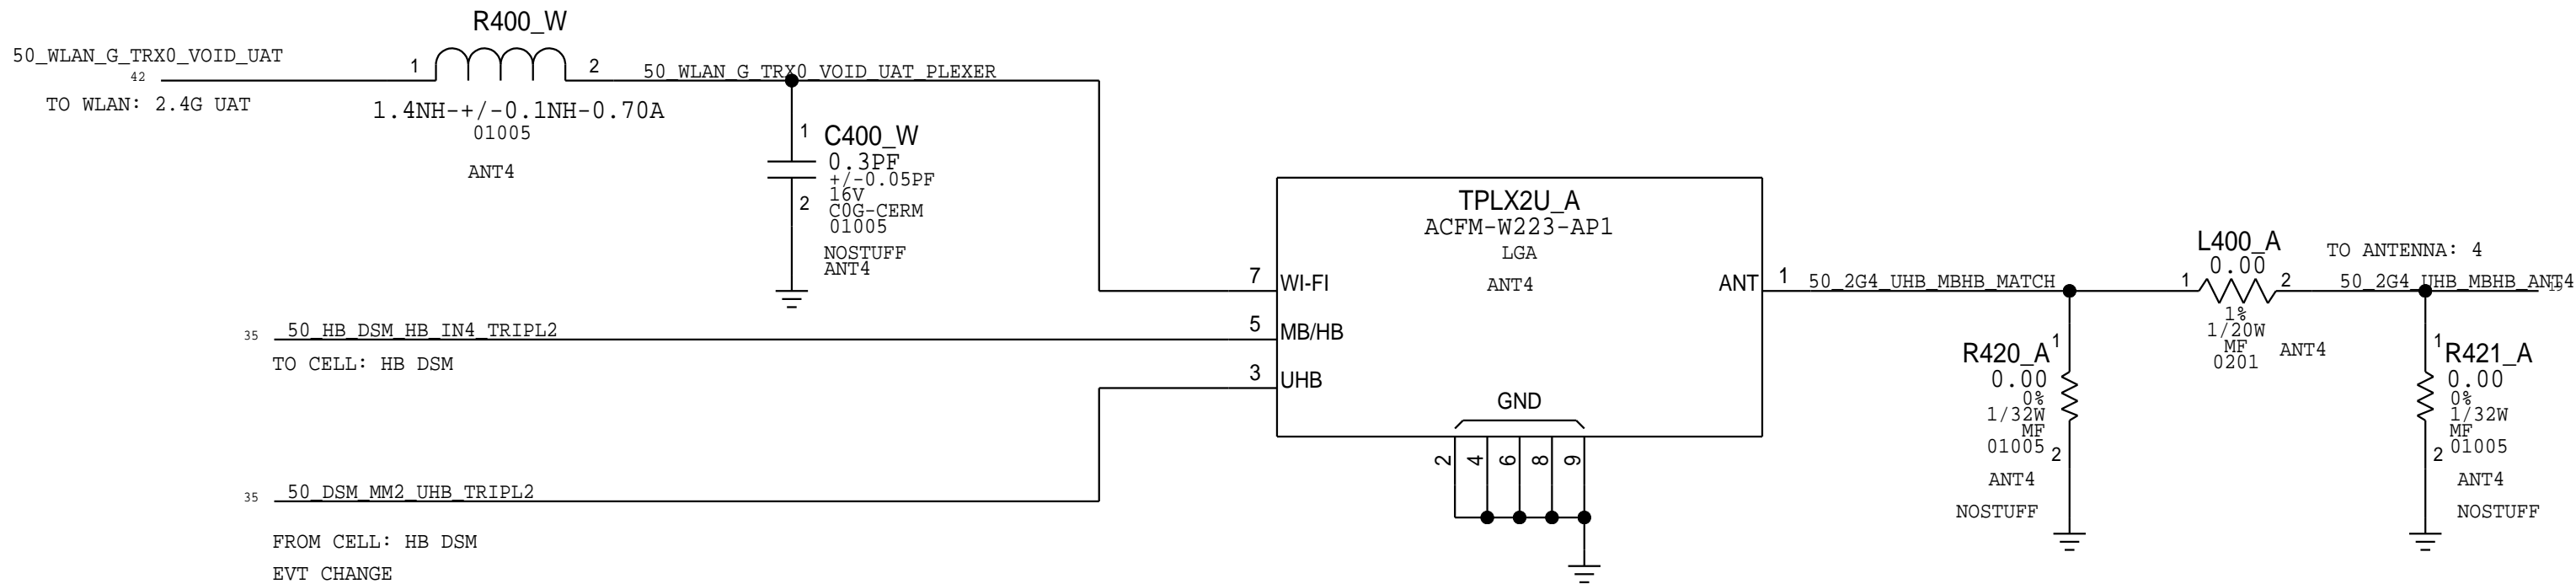 R400_W
50_WLAN_G_TRX0_VOID_UAT
42
1
2
50_WLAN_G_TRX0_VOID_UAT_PLEXER
TO WLAN: 2.4G UAT
1.4NH-+/-0.1NH-0.70A
01005
ANT4
1
C400_W
0.3PF
+/-0.05PF
16V
2
C0G-CERM
01005
NOSTUFF
ANT4
TPLX2U_A
ACFM-W223-AP1
LGA
ANT4
7
WI-FI
ANT
1
50_2G4_UHB_MBHB_MATCH
35
50_HB_DSM_HB_IN4_TRIPL2
5
MB/HB
TO CELL: HB DSM
3
UHB
GND
2
4
6
8
9
35
50_DSM_MM2_UHB_TRIPL2
FROM CELL: HB DSM
EVT CHANGE
L400_A
0.00
1
2
1%
1/20W
MF
0201
ANT4
TO ANTENNA: 4
50_2G4_UHB_MBHB_ANT4
R420_A
1
0.00
0%
1/32W
MF
01005
2
ANT4
NOSTUFF
1
R421_A
0.00
0%
1/32W
MF
01005
2
ANT4
NOSTUFF